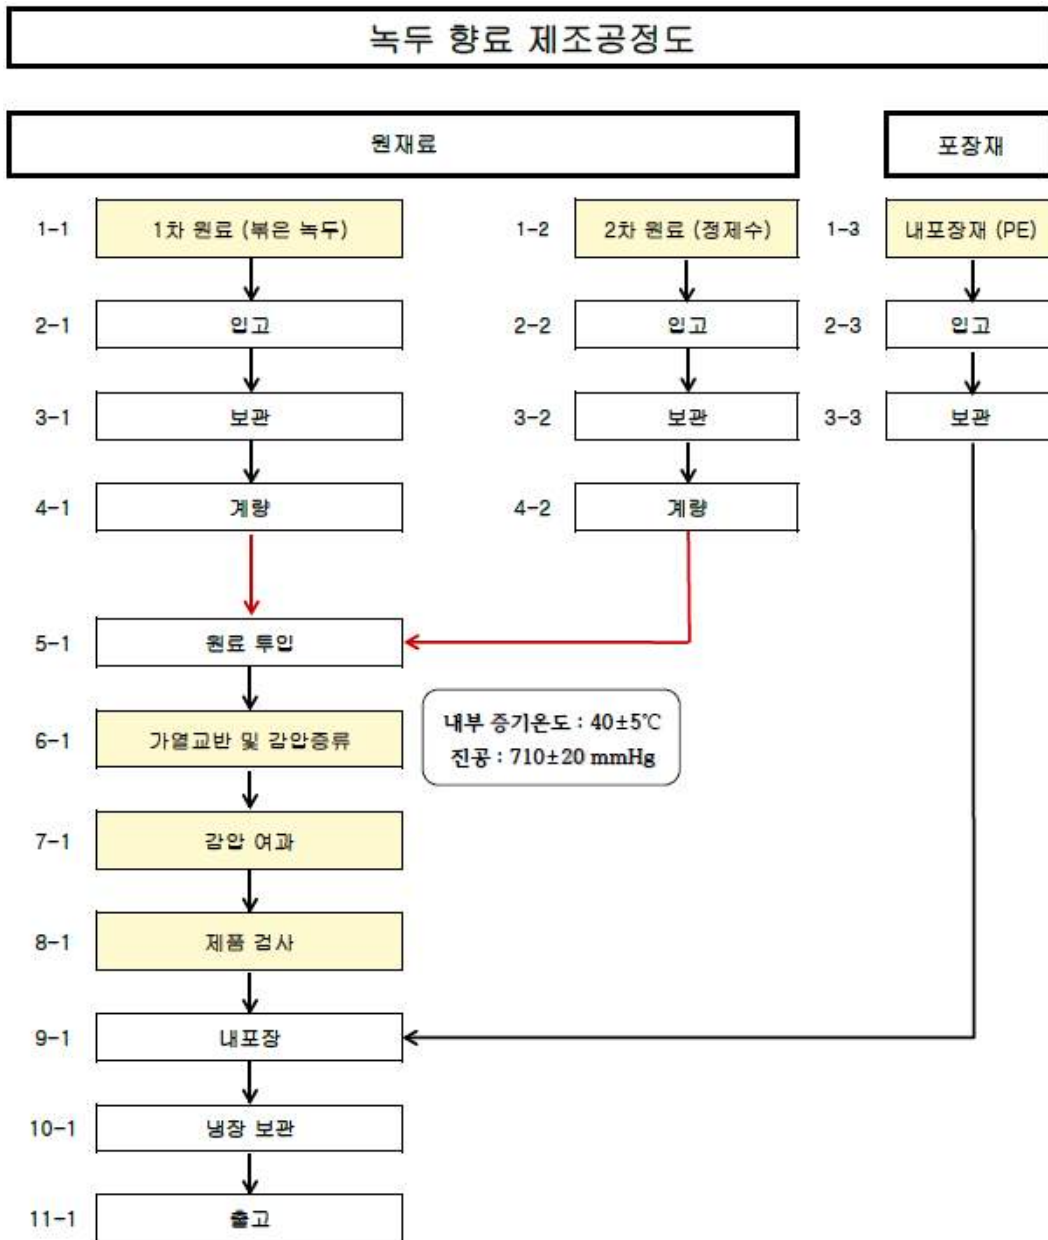 녹두 향료 제조공정도
원재료
포장재
1-1 1차 원료 (볶은 녹두) 1-2 2차 원료 (정제수) 1-3 내포장재 (PE)
2-1 입고 2-2 입고 2-3 입고
3-1 보관 3-2 보관 3-3 보관
4-1 계량 4-2 계량
5-1 원료 투입
내부 증기온도 : 40±5℃
진공 : 710±20 mmHg
6-1 가열교반 및 감압증류
7-1 감압 여과
8-1 제품 검사
9-1 내포장
10-1 냉장 보관
11-1 출고